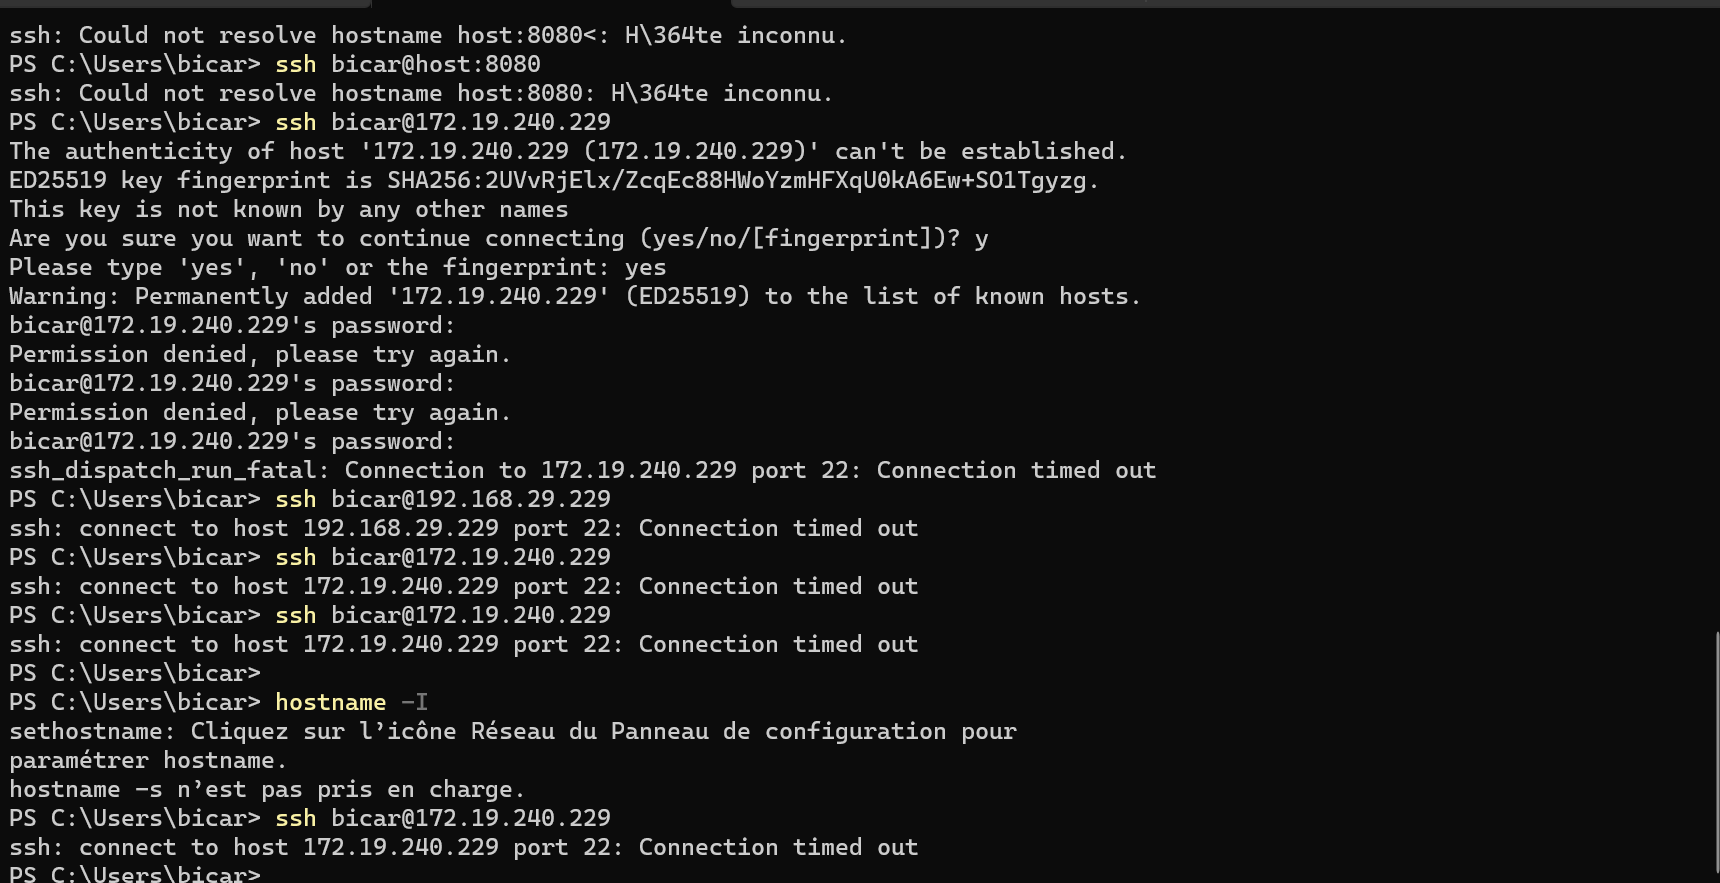 ssh: Could not resolve hostname host:8080<: H\364te inconnu.
PS C:\Users\bicar> ssh bicar@host:8080
ssh: Could not resolve hostname host:8080: H\364te inconnu.
PS C:\Users\bicar> ssh bicar@172.19.240.229
The authenticity of host '172.19.240.229 (172.19.240.229)' can't be established.
ED25519 key fingerprint is SHA256:2UVvRjElx/ZcqEc88HWoYzmHFXqU0kA6Ew+SO1Tgyzg.
This key is not known by any other names
Are you sure you want to continue connecting (yes/no/[fingerprint])? y
Please type 'yes', 'no' or the fingerprint: yes
Warning: Permanently added '172.19.240.229' (ED25519) to the list of known hosts.
bicar@172.19.240.229's password:
Permission denied, please try again.
bicar@172.19.240.229's password:
Permission denied, please try again.
bicar@172.19.240.229's password:
ssh_dispatch_run_fatal: Connection to 172.19.240.229 port 22: Connection timed out
PS C:\Users\bicar> ssh bicar@192.168.29.229
ssh: connect to host 192.168.29.229 port 22: Connection timed out
PS C:\Users\bicar> ssh bicar@172.19.240.229
ssh: connect to host 172.19.240.229 port 22: Connection timed out
PS C:\Users\bicar> ssh bicar@172.19.240.229
ssh: connect to host 172.19.240.229 port 22: Connection timed out
PS C:\Users\bicar>
PS C:\Users\bicar> hostname -I
sethostname: Cliquez sur l’icône Réseau du Panneau de configuration pour
paramétrer hostname.
hostname -s n’est pas pris en charge.
PS C:\Users\bicar> ssh bicar@172.19.240.229
ssh: connect to host 172.19.240.229 port 22: Connection timed out
PS C:\Users\bicar>